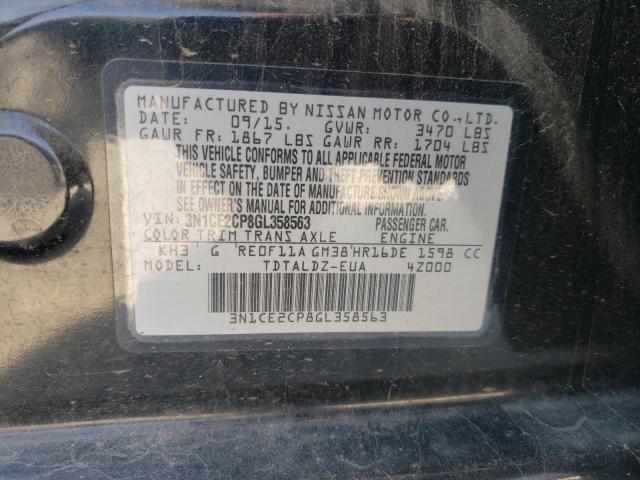 MANUFACTURED BY NISSAN MOTOR CO.,LTD.
DATE: 09/15. GVWR: 3470 LBS
GAWR FR: 1867 LBS GAWR RR: 1704 LBS
THIS VEHICLE CONFORMS TO ALL APPLICABLE FEDERAL MOTOR
VEHICLE SAFETY, BUMPER AND THEFT PREVENTION STANDARDS
IN EFFECT ON THE DATE OF MANUFACTURE SHOWN ABOVE.
SEE OWNER'S MANUAL FOR ADDITIONAL INFORMATION.
VIN: 3N1CE2CP8GL358563 PASSENGER CAR.
COLOR TRIM TRANS AXLE ENGINE
KH3 G RE0F11A GM38 HR16DE 1598 CC
MODEL: TDTALDZ-EUA 4Z000
3N1CE2CP8GL358563